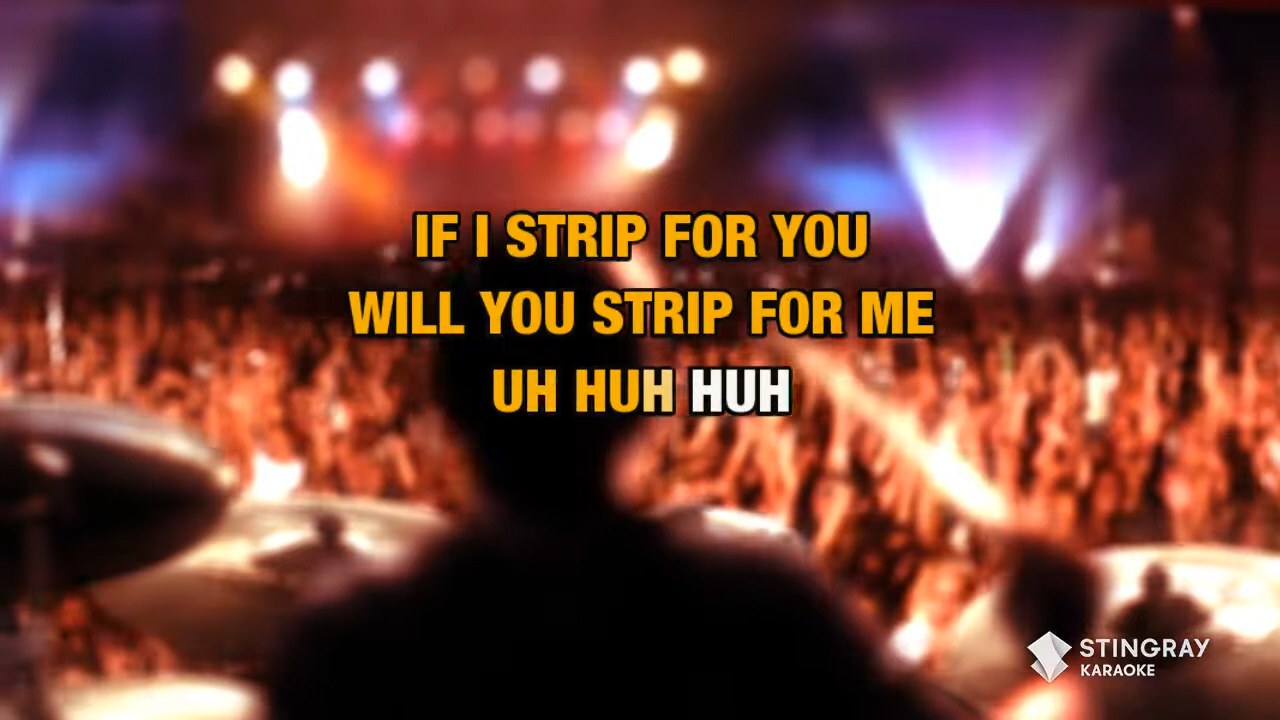 IF I STRIP FOR YOU
WILL YOU STRIP FOR ME
UH HUH HUH
STINGRAY
KARAOKE